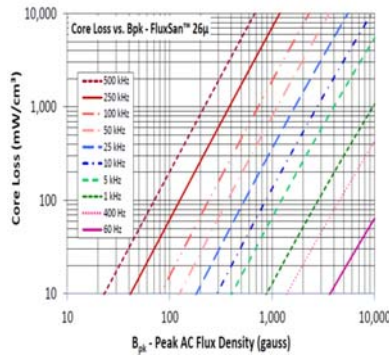 Core Loss vs. Bpk - FluxSan™ 26µ
10,000
1,000
100
10
Core Loss (mW/cm³)
500 kHz
250 kHz
100 kHz
50 kHz
25 kHz
10 kHz
5 kHz
1 kHz
400 Hz
60 Hz
10
100
1,000
10,000
Bpk - Peak AC Flux Density (gauss)